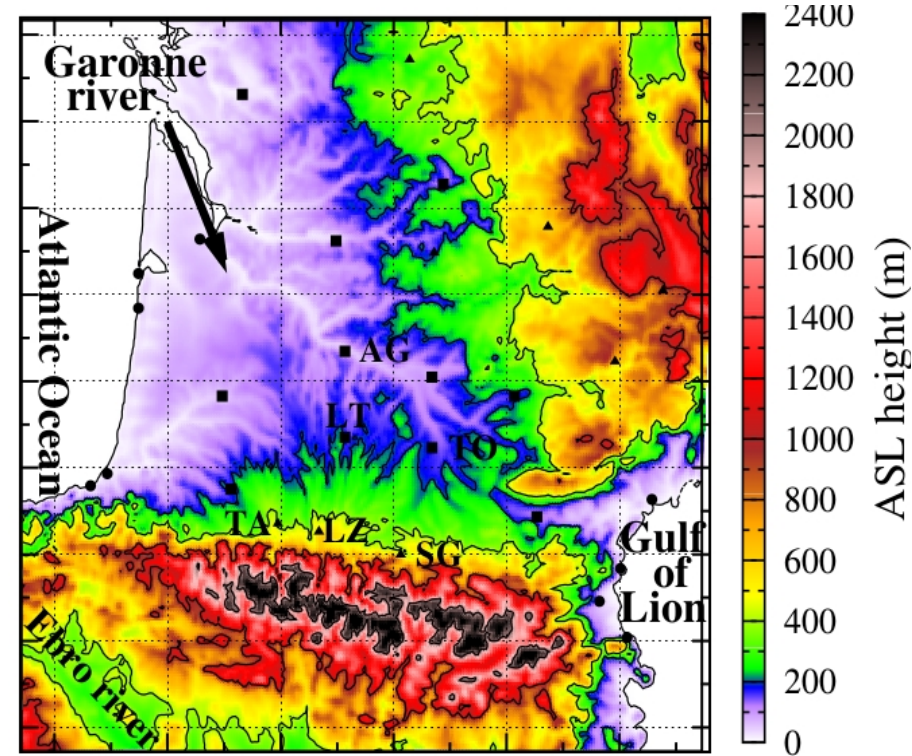 Garonne
river
Atlantic Ocean
AG
LT
TO
TA
LZ
SG
Gulf
of
Lion
Ebro river
2400
2200
2000
1800
1600
1400
1200
1000
800
600
400
200
0
ASL height (m)